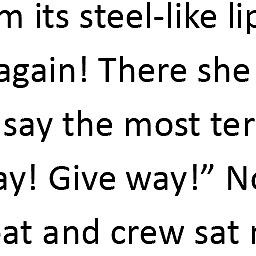 m its steel-like lip
again! There she
say the most ter
ay! Give way!” No
at and crew sat